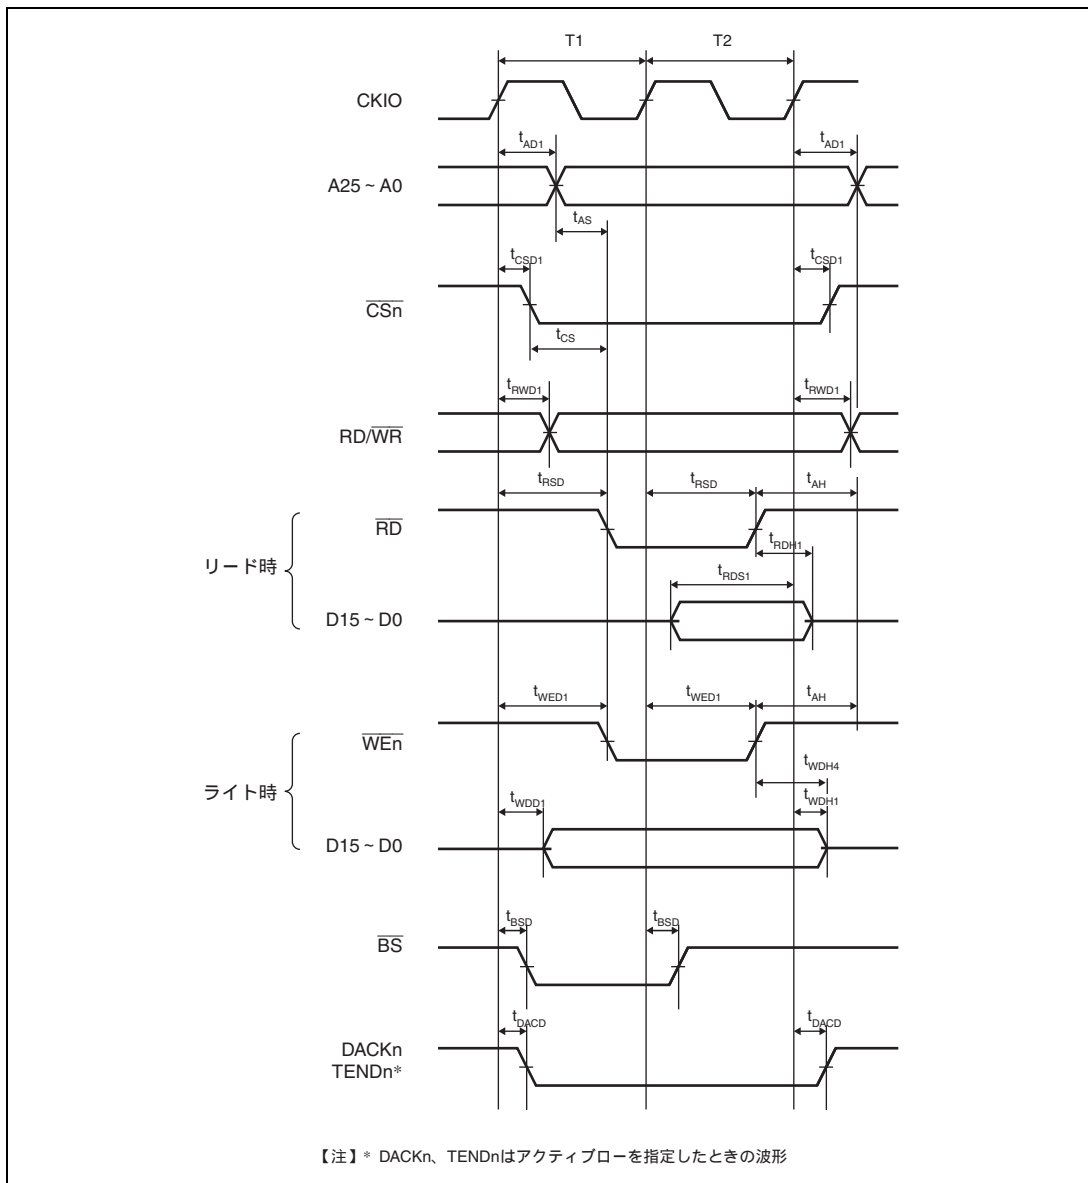 T1 T2
CKIO
tAD1 tAD1
A25 ~ A0
tAS
tCSD1 tCSD1
CSn
tCS
tRWD1 tRWD1
RD/WR
tRSD tRSD tAH
RD
tRDH1
リード時
tRDS1
D15 ~ D0
tWED1 tWED1 tAH
WEn
tWDH4
ライト時
tWDD1 tWDH1
D15 ~ D0
tBSD tBSD
BS
tDACD tDACD
DACKn
TENDn*
【注】* DACKn、TENDnはアクティブローを指定したときの波形